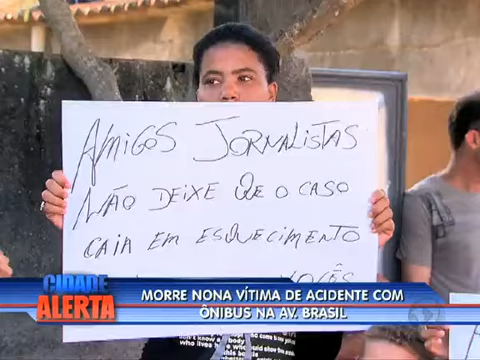 AMIGOS JORNALISTAS
NÃO DEIXE QUE O CASO
CAIA EM ESQUECIMENTO
VOCÊS
CIDADE
ALERTA
MORRE NONA VÍTIMA DE ACIDENTE COM
ÔNIBUS NA AV. BRASIL